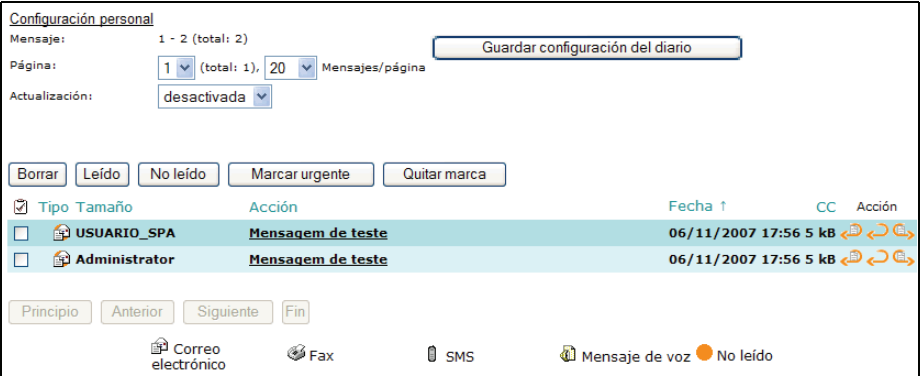 Configuración personal
Mensaje: 1 - 2 (total: 2)
Guardar configuración del diario
Página: 1 (total: 1), 20 Mensajes/página
Actualización: desactivada
Borrar Leído No leído Marcar urgente Quitar marca
Tipo Tamaño Acción Fecha ↑ CC Acción
USUARIO_SPA Mensagem de teste 06/11/2007 17:56 5 kB
Administrator Mensagem de teste 06/11/2007 17:56 5 kB
Principio Anterior Siguiente Fin
Correo electrónico Fax SMS Mensaje de voz No leído